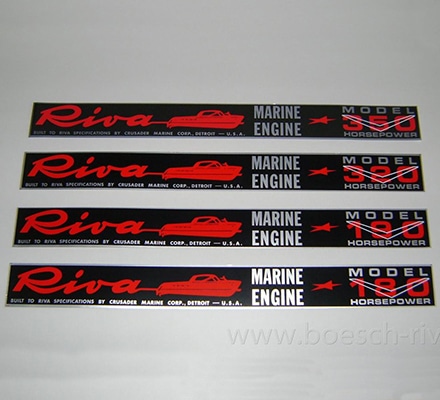 Riva MARINE ENGINE MODEL 350 HORSEPOWER
BUILT TO RIVA SPECIFICATIONS BY CRUSADER MARINE CORP., DETROIT — U.S.A.
Riva MARINE ENGINE MODEL 320 HORSEPOWER
BUILT TO RIVA SPECIFICATIONS BY CRUSADER MARINE CORP., DETROIT — U.S.A.
Riva MARINE ENGINE MODEL 190 HORSEPOWER
BUILT TO RIVA SPECIFICATIONS BY CRUSADER MARINE CORP., DETROIT — U.S.A.
Riva MARINE ENGINE MODEL 180 HORSEPOWER
BUILT TO RIVA SPECIFICATIONS BY CRUSADER MARINE CORP., DETROIT — U.S.A.
www.boesch-riv